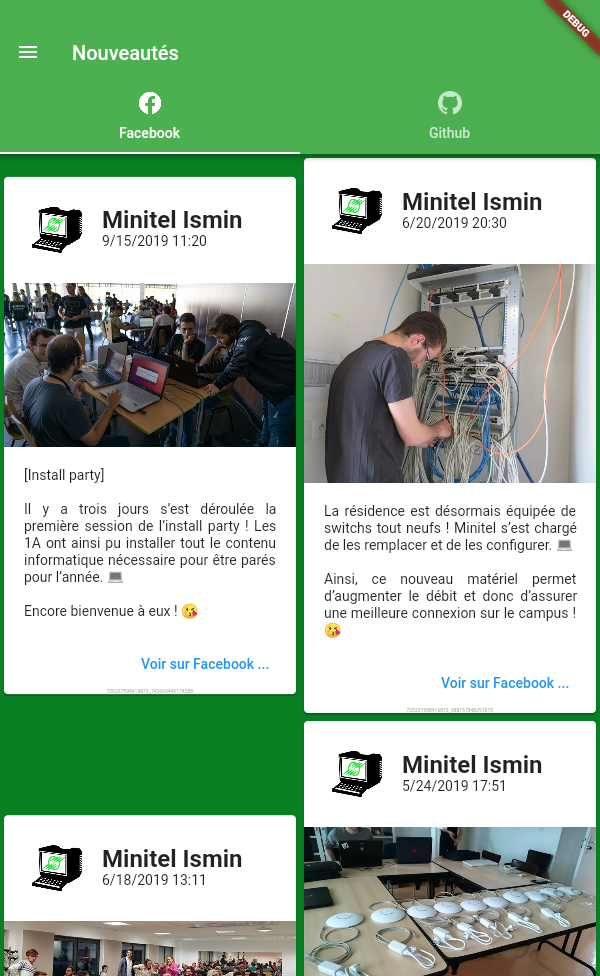 DEBUG
Nouveautés
Facebook
Github
Minitel Ismin
9/15/2019 11:20
[Install party]
Il y a trois jours s’est déroulée la
première session de l’install party ! Les
1A ont ainsi pu installer tout le contenu
informatique nécessaire pour être parés
pour l’année. 💻
Encore bienvenue à eux ! 😘
Voir sur Facebook ...
Minitel Ismin
6/20/2019 20:30
La résidence est désormais équipée de
switchs tout neufs ! Minitel s’est chargé
de les remplacer et de les configurer. 💻
Ainsi, ce nouveau matériel permet
d’augmenter le débit et donc d’assurer
une meilleure connexion sur le campus !
😘
Voir sur Facebook ...
Minitel Ismin
6/18/2019 13:11
Minitel Ismin
5/24/2019 17:51